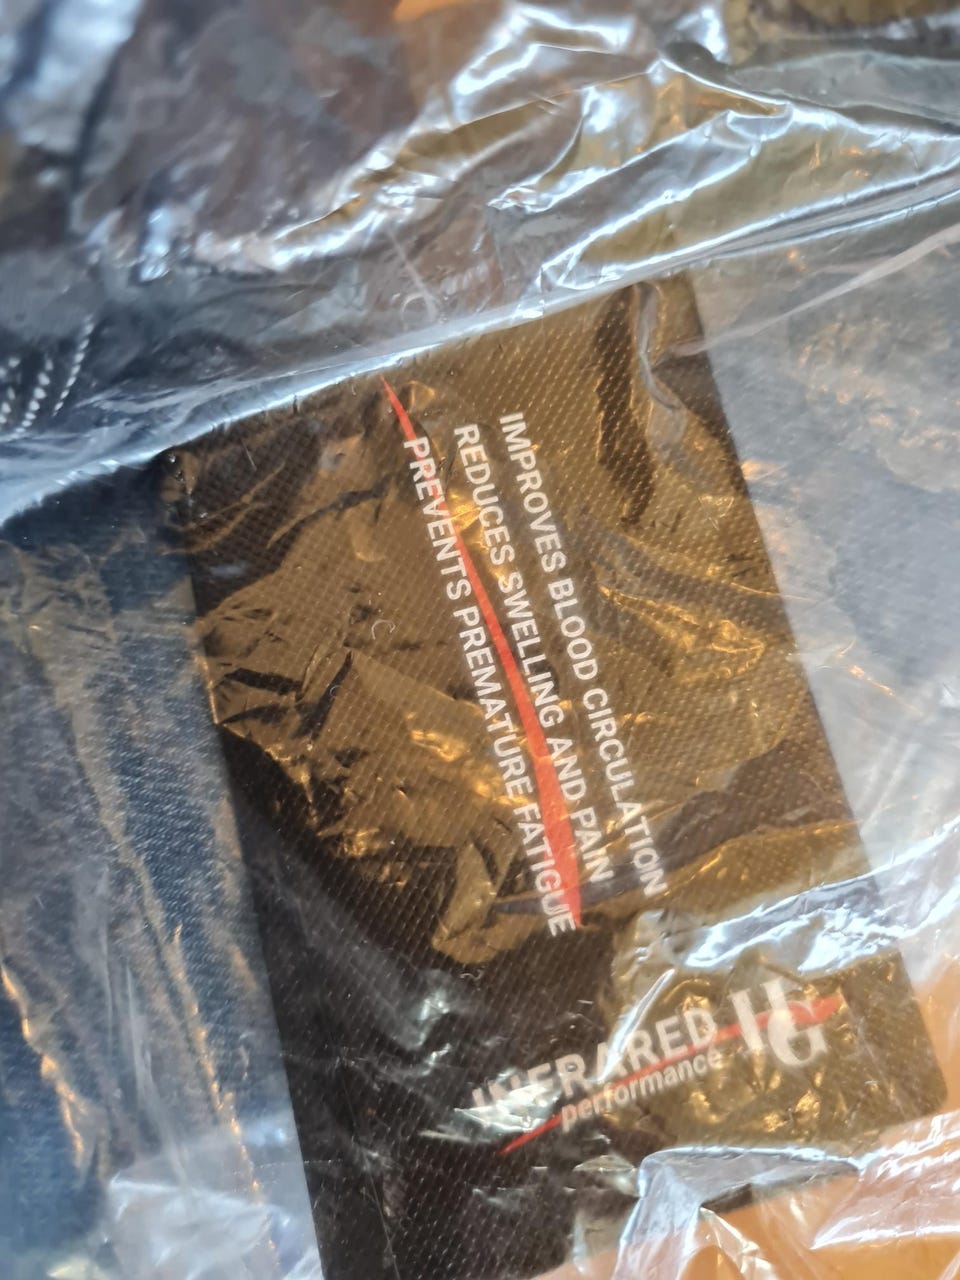 IMPROVES BLOOD CIRCULATION
REDUCES SWELLING AND PAIN
PREVENTS PREMATURE FATIGUE
INFRARED
performance